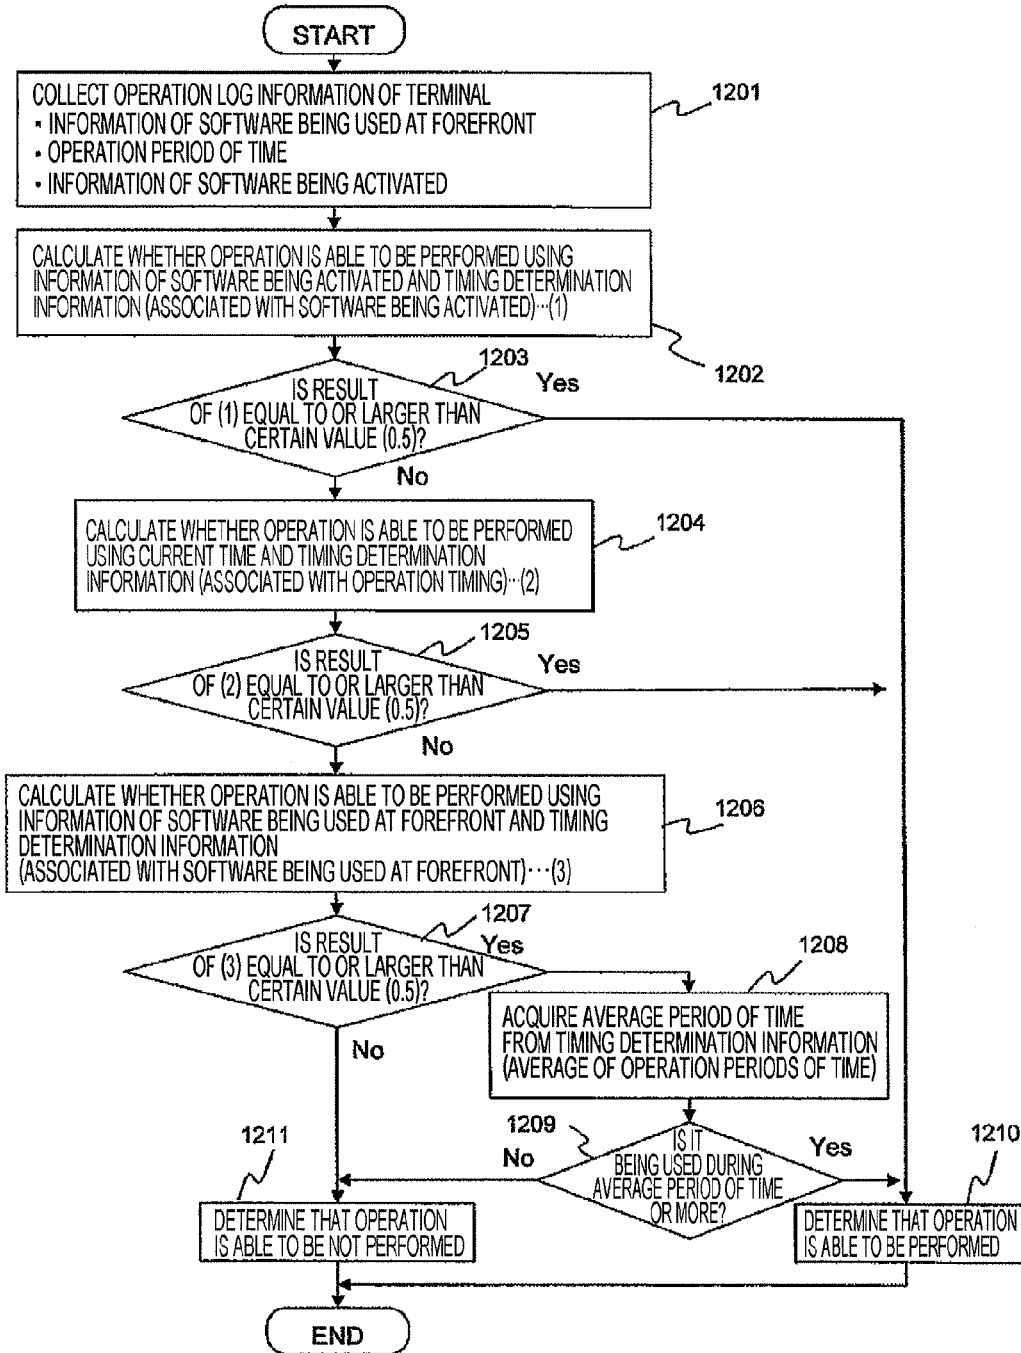 START
COLLECT OPERATION LOG INFORMATION OF TERMINAL
・INFORMATION OF SOFTWARE BEING USED AT FOREFRONT
・OPERATION PERIOD OF TIME
・INFORMATION OF SOFTWARE BEING ACTIVATED
1201
CALCULATE WHETHER OPERATION IS ABLE TO BE PERFORMED USING
INFORMATION OF SOFTWARE BEING ACTIVATED AND TIMING DETERMINATION
INFORMATION (ASSOCIATED WITH SOFTWARE BEING ACTIVATED)…(1)
1202
1203
IS RESULT
OF (1) EQUAL TO OR LARGER THAN
CERTAIN VALUE (0.5)?
Yes
No
CALCULATE WHETHER OPERATION IS ABLE TO BE PERFORMED
USING CURRENT TIME AND TIMING DETERMINATION
INFORMATION (ASSOCIATED WITH OPERATION TIMING)…(2)
1204
1205
IS RESULT
OF (2) EQUAL TO OR LARGER THAN
CERTAIN VALUE (0.5)?
Yes
No
CALCULATE WHETHER OPERATION IS ABLE TO BE PERFORMED USING
INFORMATION OF SOFTWARE BEING USED AT FOREFRONT AND TIMING
DETERMINATION INFORMATION
(ASSOCIATED WITH SOFTWARE BEING USED AT FOREFRONT)…(3)
1206
1207
IS RESULT
OF (3) EQUAL TO OR LARGER THAN
CERTAIN VALUE (0.5)?
Yes
No
1208
ACQUIRE AVERAGE PERIOD OF TIME
FROM TIMING DETERMINATION INFORMATION
(AVERAGE OF OPERATION PERIODS OF TIME)
1209
IS IT
BEING USED DURING
AVERAGE PERIOD OF TIME
OR MORE?
No
Yes
1211
DETERMINE THAT OPERATION
IS ABLE TO BE NOT PERFORMED
1210
DETERMINE THAT OPERATION
IS ABLE TO BE PERFORMED
END